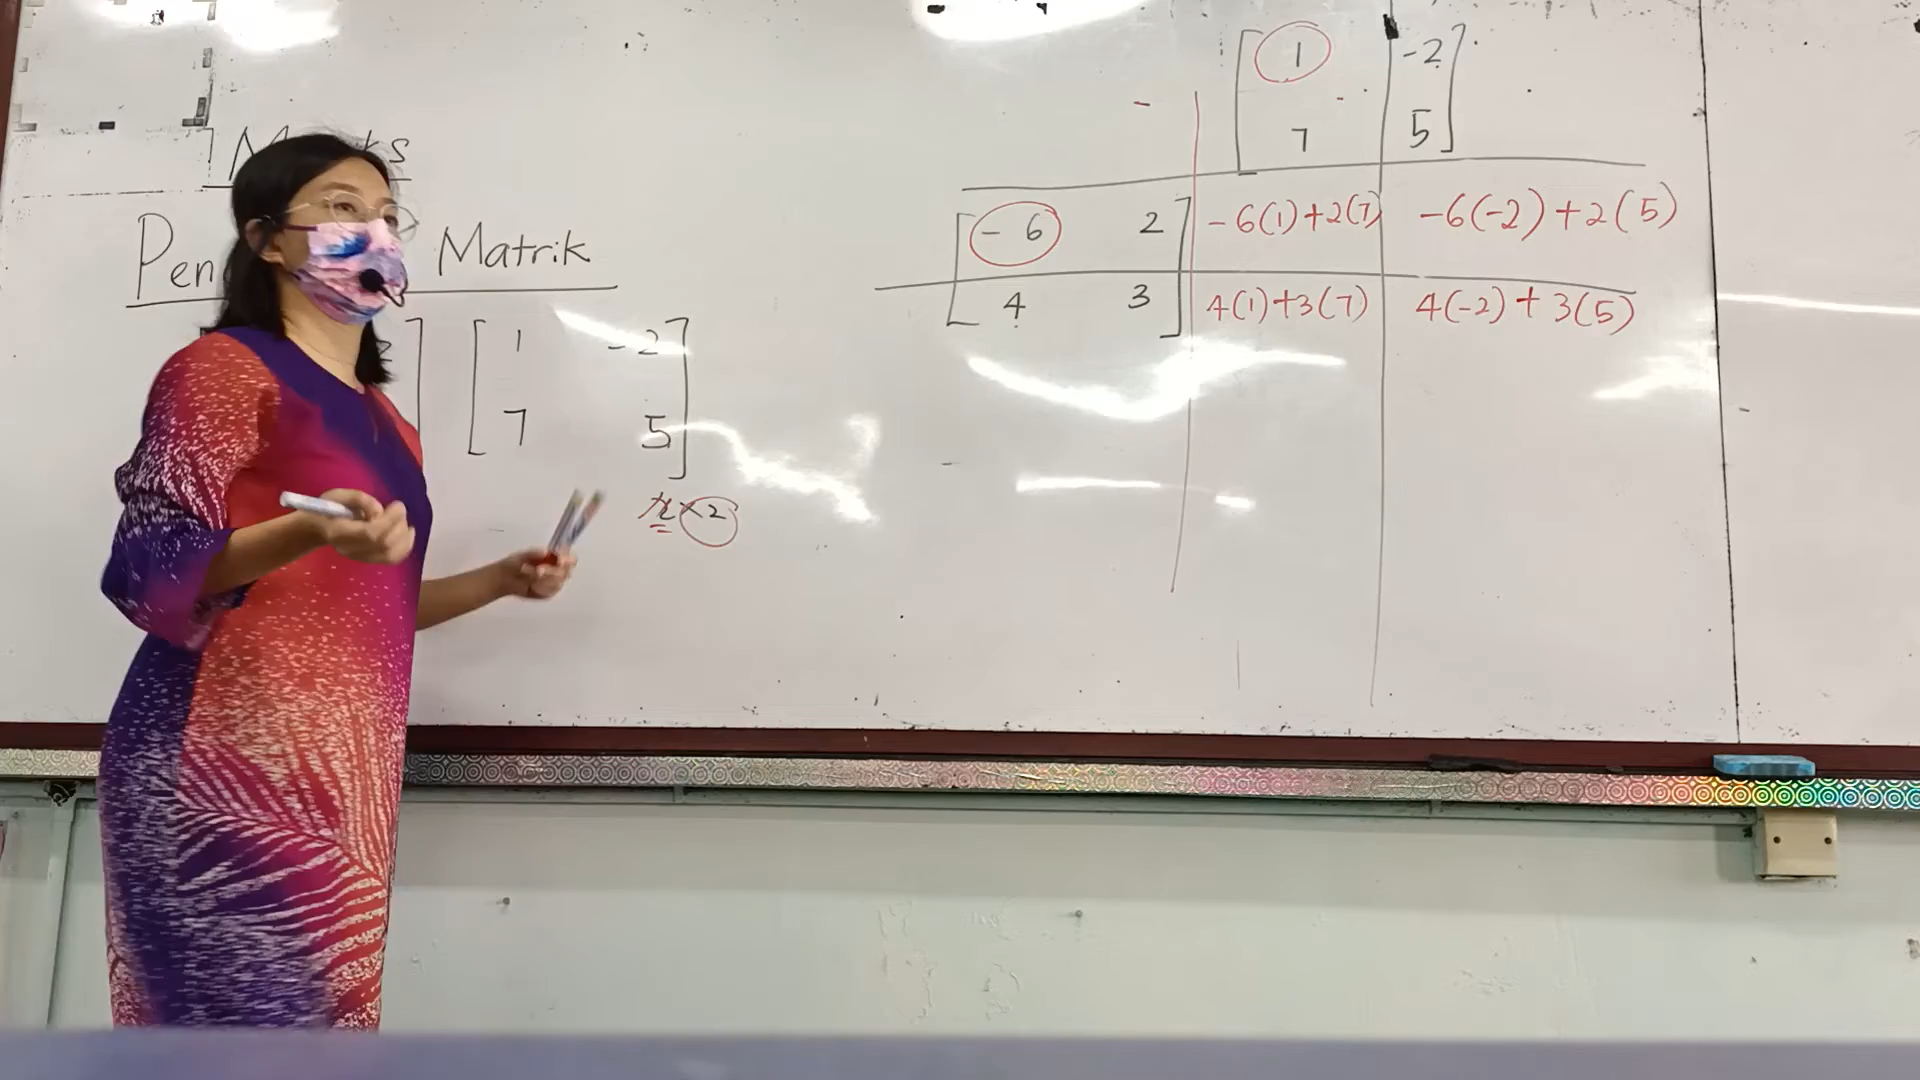 Matrik
1 -2
7 5
2
×2
1 -2
7 5
-6 2 -6(1)+2(7) -6(-2)+2(5)
4 3 4(1)+3(7) 4(-2)+3(5)